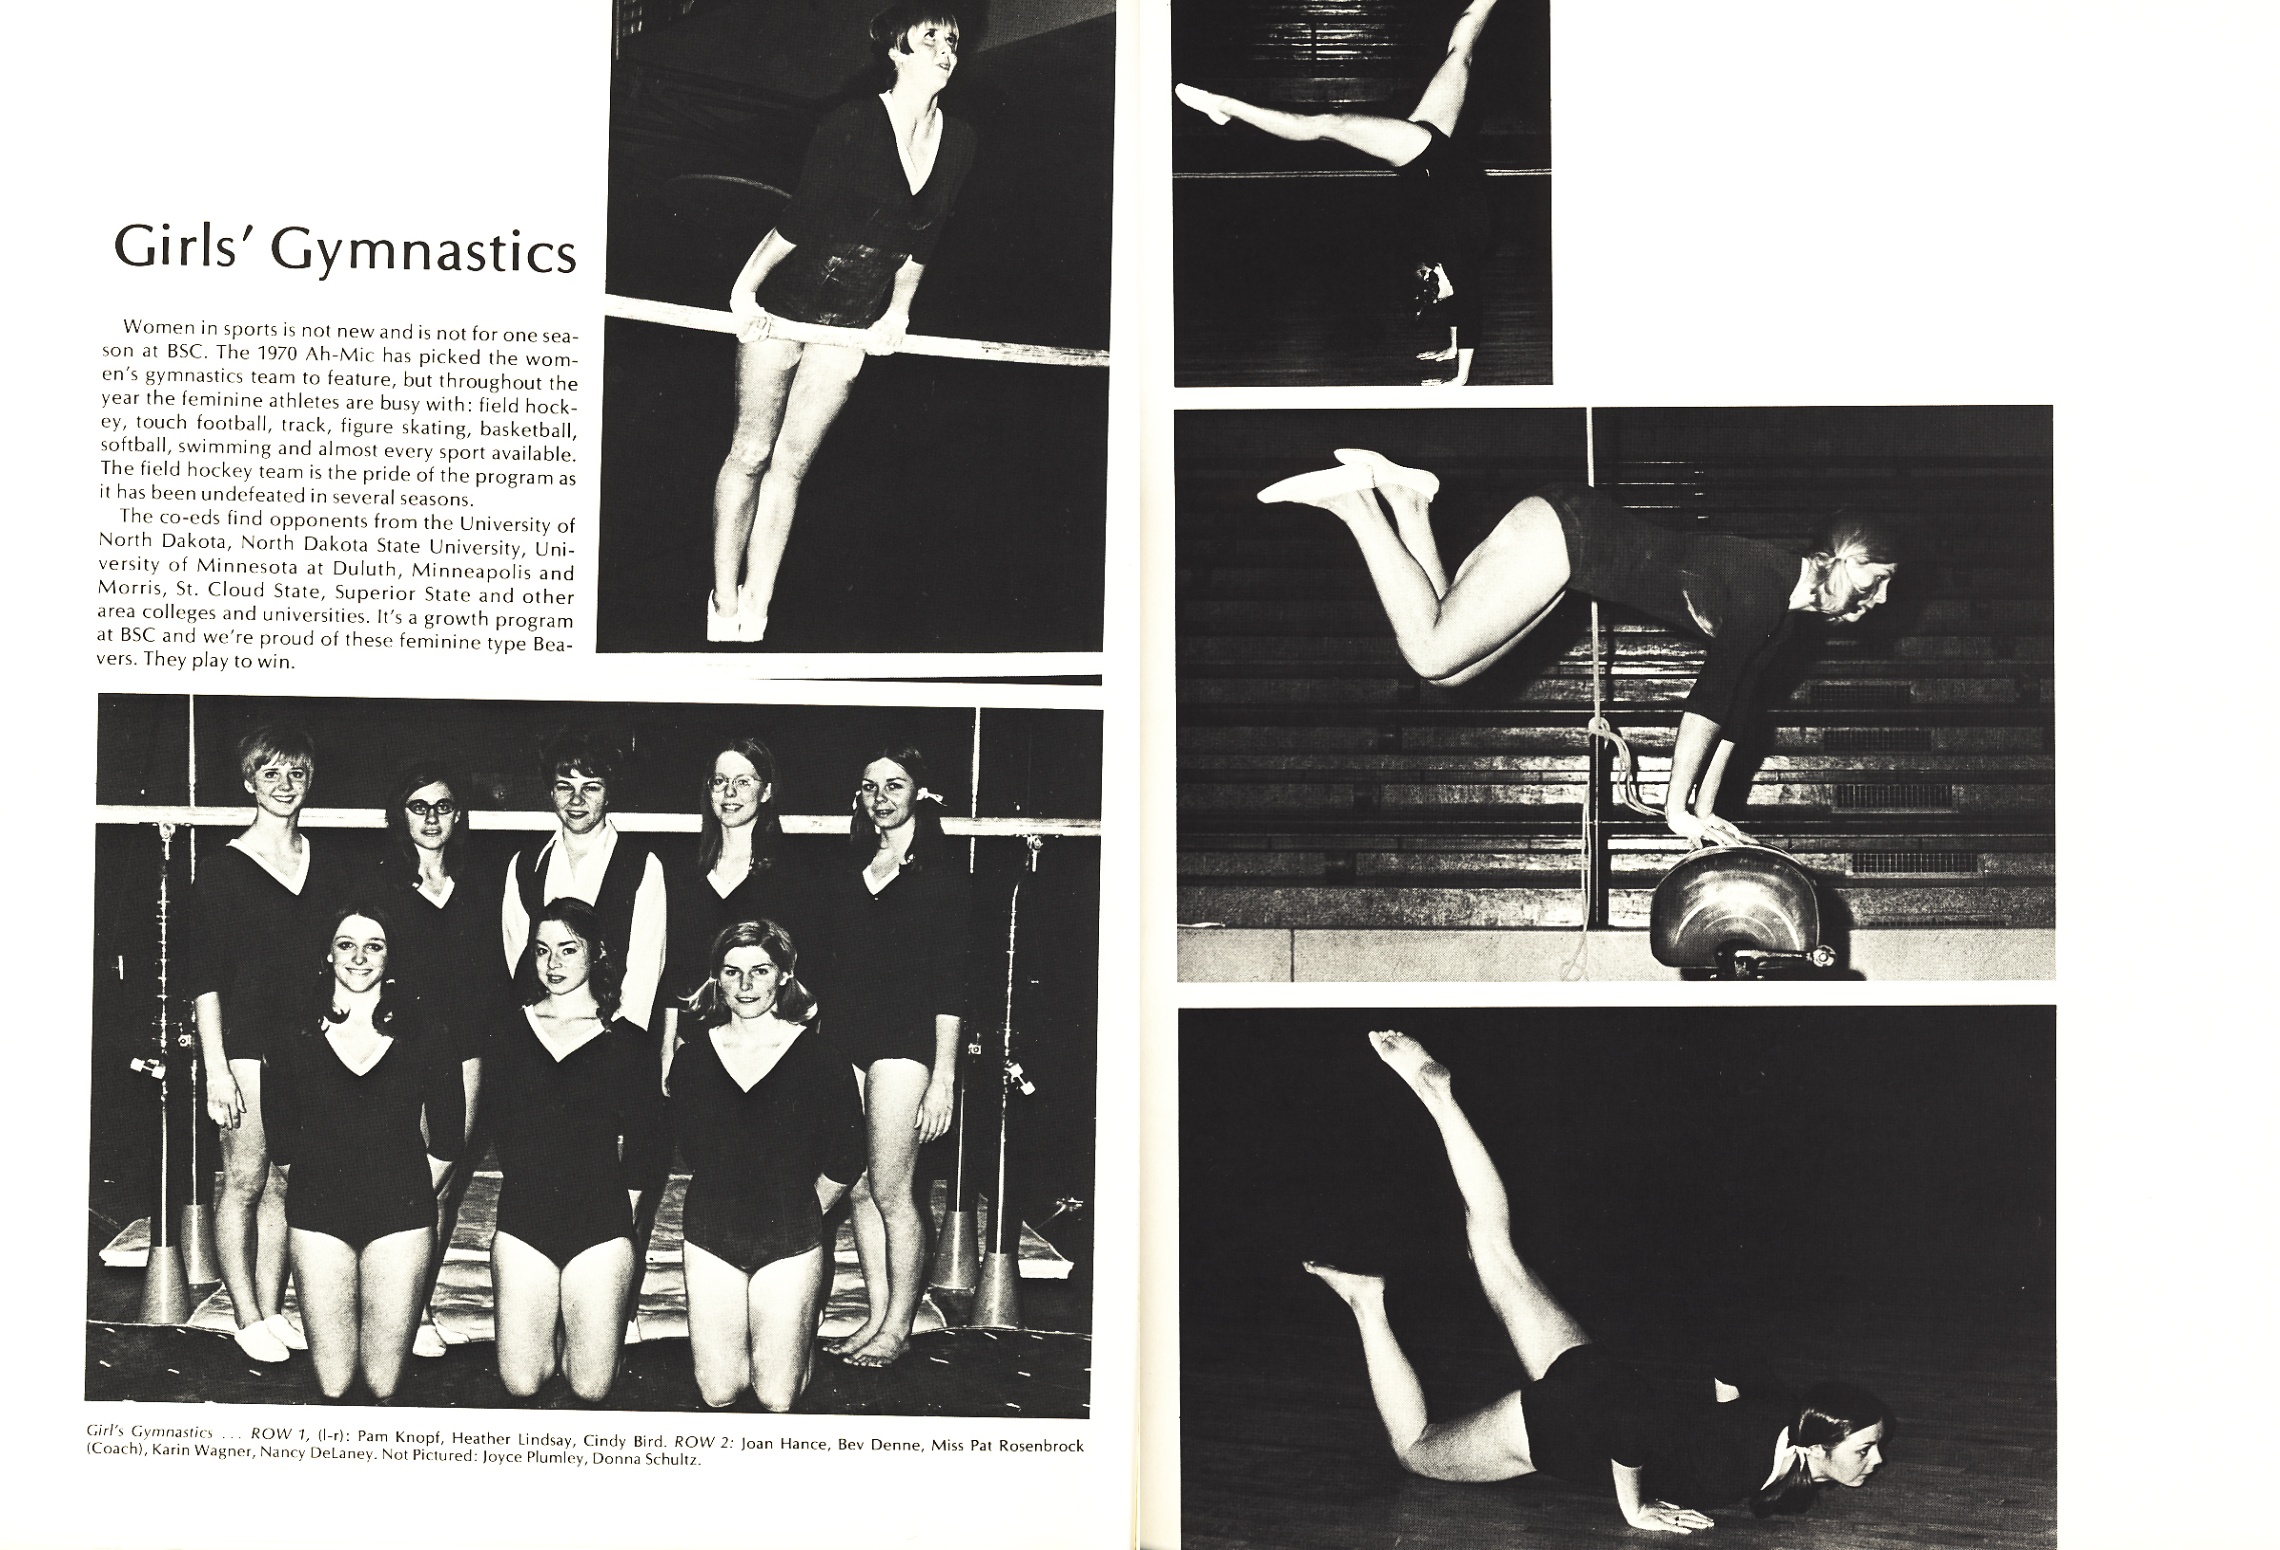 Girls' Gymnastics
Women in sports is not new and is not for one sea-
son at BSC. The 1970 Ah-Mic has picked the wom-
en's gymnastics team to feature, but throughout the
year the feminine athletes are busy with: field hock-
ey, touch football, track, figure skating, basketball,
softball, swimming and almost every sport available.
The field hockey team is the pride of the program as
it has been undefeated in several seasons.
The co-eds find opponents from the University of
North Dakota, North Dakota State University, Uni-
versity of Minnesota at Duluth, Minneapolis and
Morris, St. Cloud State, Superior State and other
area colleges and universities. It's a growth program
at BSC and we're proud of these feminine type Bea-
vers. They play to win.
Girl's Gymnastics ... ROW 1, (l-r): Pam Knopf, Heather Lindsay, Cindy Bird. ROW 2: Joan Hance, Bev Denne, Miss Pat Rosenbrock
(Coach), Karin Wagner, Nancy DeLaney. Not Pictured: Joyce Plumley, Donna Schultz.